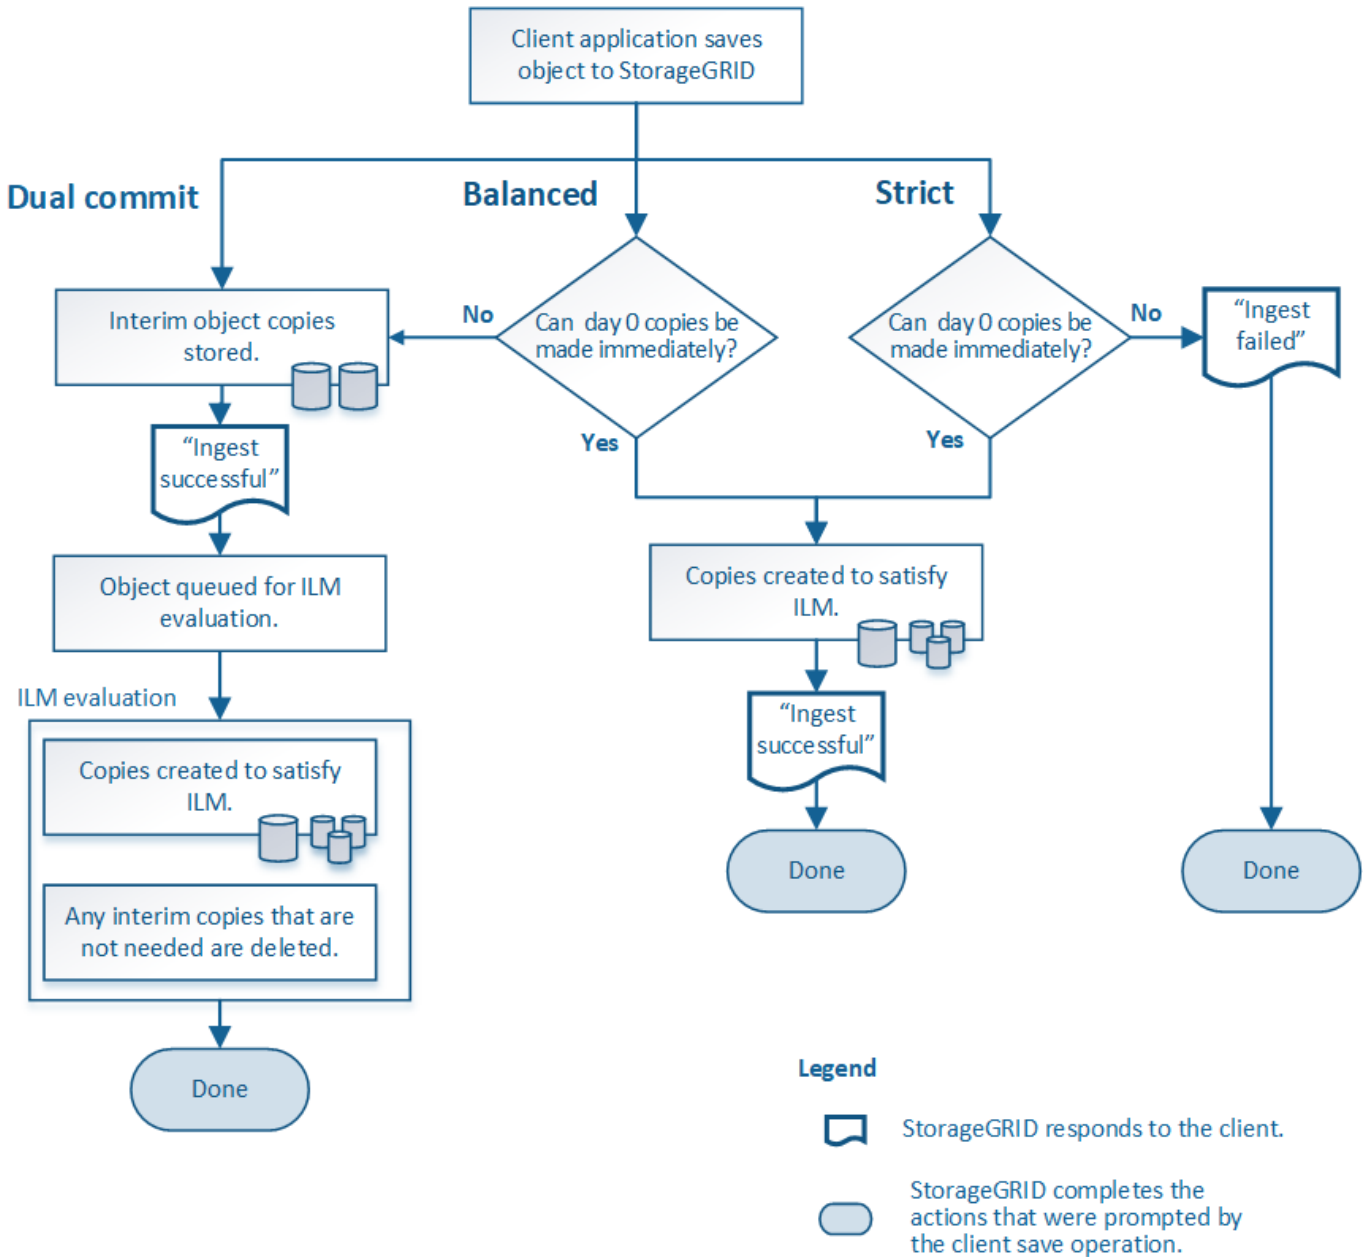 Client application saves
object to StorageGRID
Dual commit
Balanced
Strict
Interim object copies
stored.
No
Can day 0 copies be
made immediately?
Can day 0 copies be
made immediately?
No
"Ingest
failed"
Yes
Yes
"Ingest
successful"
Object queued for ILM
evaluation.
Copies created to satisfy
ILM.
ILM evaluation
"Ingest
successful"
Copies created to satisfy
ILM.
Any interim copies that are
not needed are deleted.
Done
Done
Done
Legend
StorageGRID responds to the client.
StorageGRID completes the
actions that were prompted by
the client save operation.